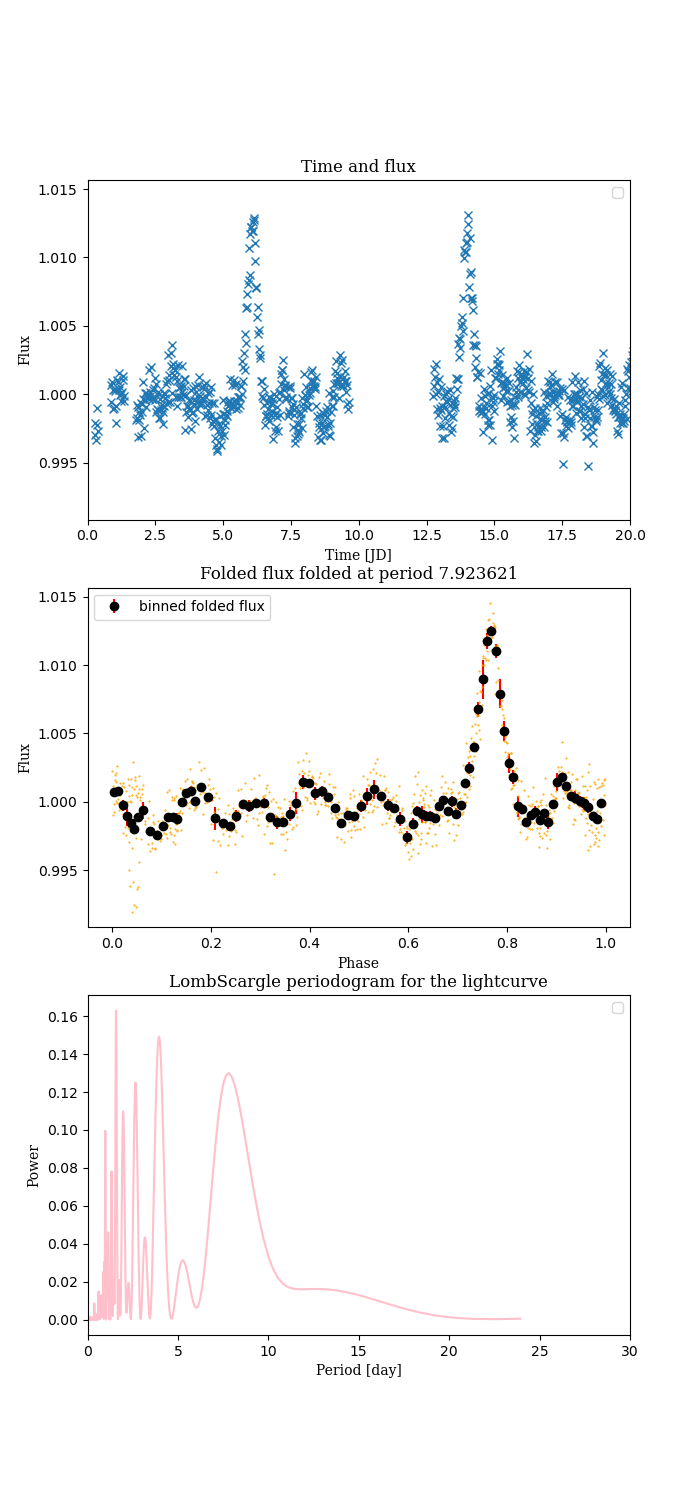 Time and flux
1.015
1.010
1.005
1.000
0.995
Flux
0.0 2.5 5.0 7.5 10.0 12.5 15.0 17.5 20.0
Time [JD]
Folded flux folded at period 7.923621
binned folded flux
1.015
1.010
1.005
1.000
0.995
Flux
0.0 0.2 0.4 0.6 0.8 1.0
Phase
LombScargle periodogram for the lightcurve
0.16
0.14
0.12
0.10
0.08
0.06
0.04
0.02
0.00
Power
0 5 10 15 20 25 30
Period [day]